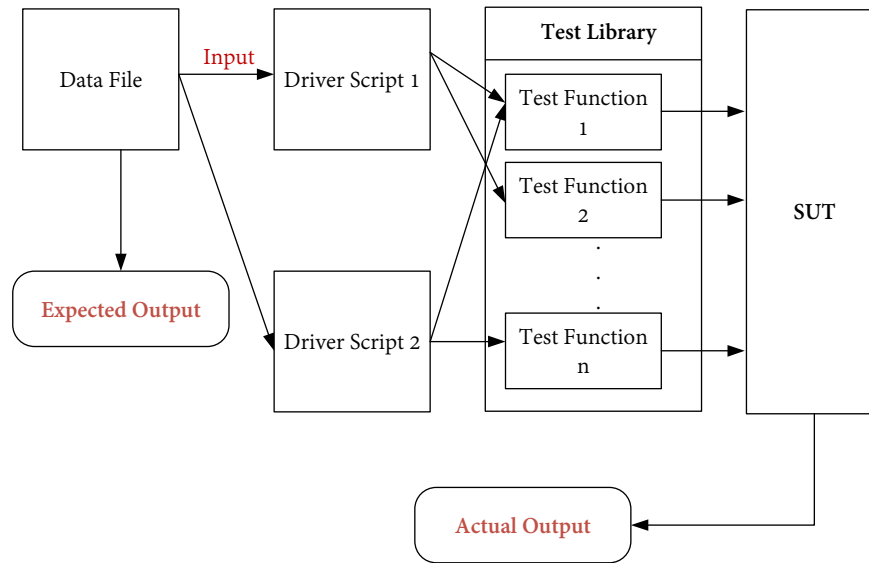 Data File
Input
Driver Script 1
Test Library
Test Function
1
Test Function
2
.
.
.
Test Function
n
SUT
Expected Output
Driver Script 2
Actual Output